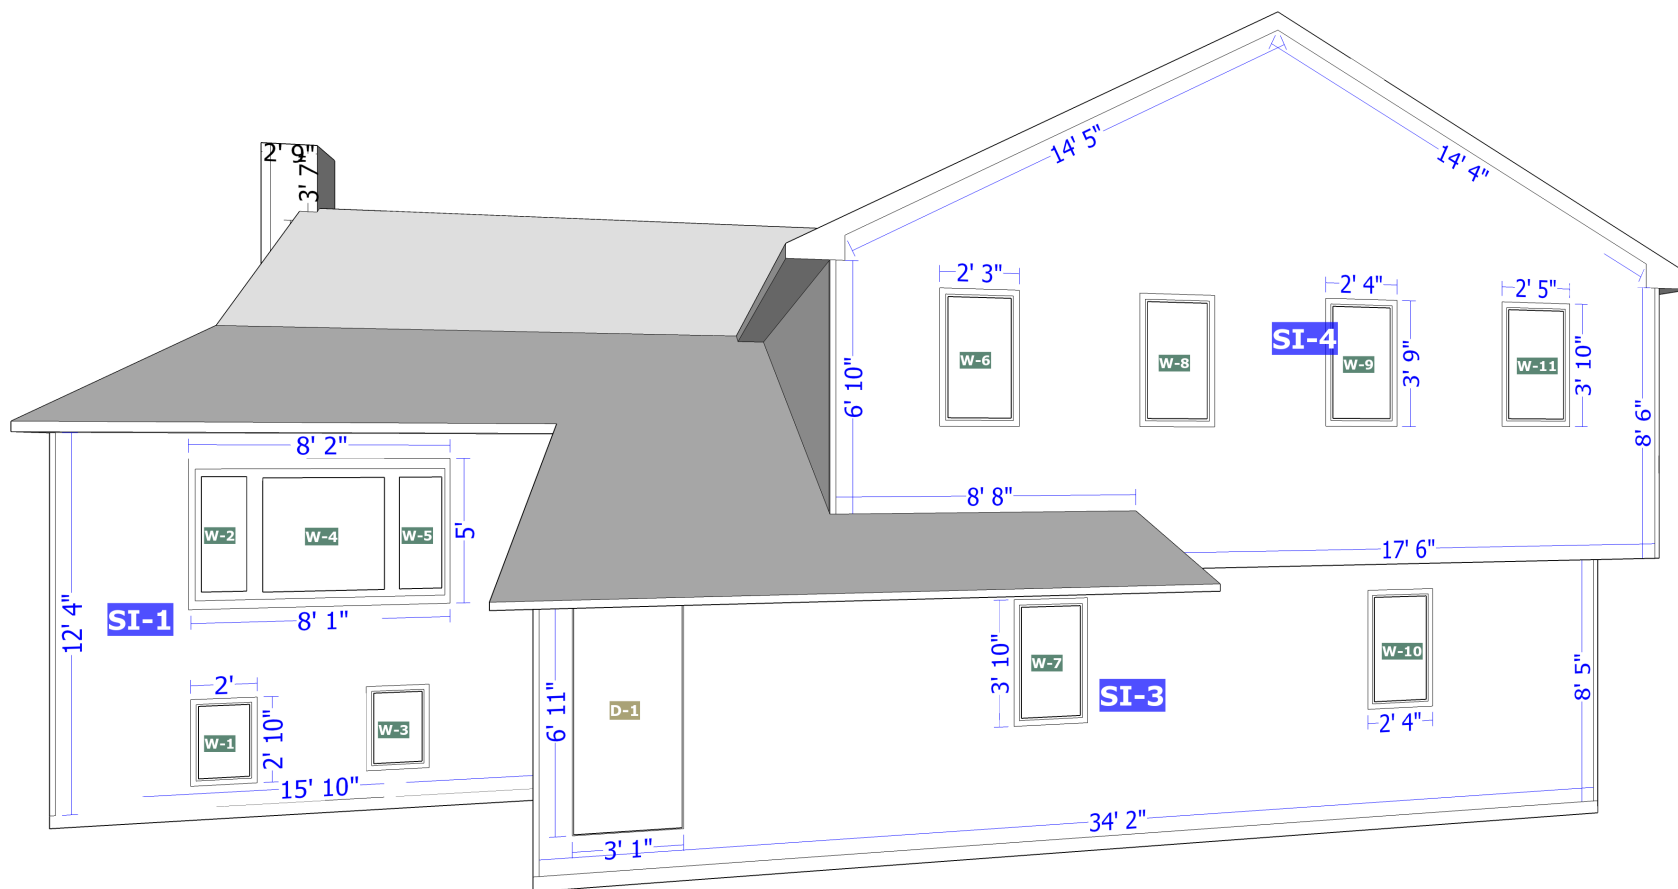 2' 9"
3' 7"
14' 5"
14' 4"
2' 3"
2' 4"
2' 5"
SI-4
W-6
W-8
W-9
W-11
6' 10"
3' 9"
3' 10"
8' 6"
8' 2"
8' 8"
W-2
W-4
W-5
5'
17' 6"
12' 4"
SI-1
8' 1"
W-7
W-10
3' 10"
SI-3
8' 5"
2'
6' 11"
D-1
2' 4"
W-1
W-3
2' 10"
15' 10"
34' 2"
3' 1"